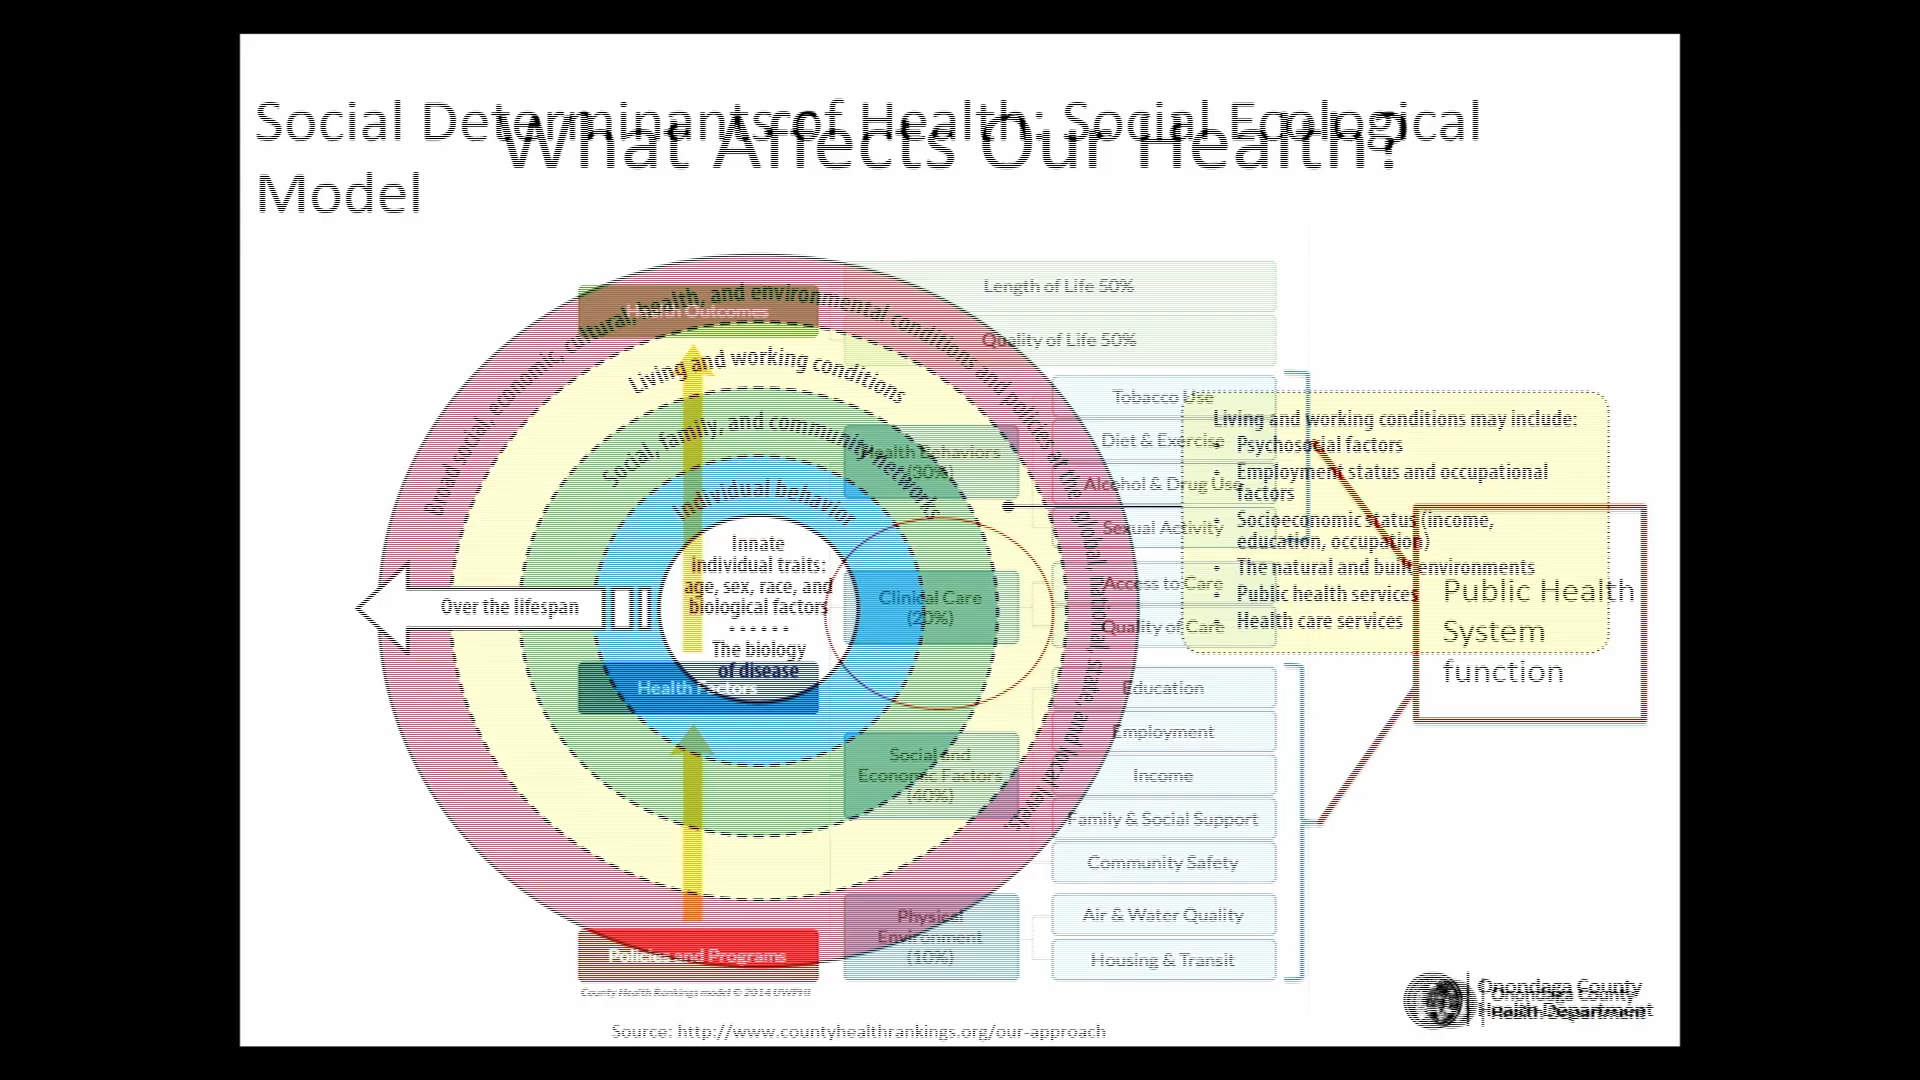 Social Determinants of Health: Social Ecological
Model
What Affects Our Health?
Broad social, economic, cultural, health, and environmental conditions and policies at the global, national, state, and local levels
Living and working conditions
Social, family, and community networks
Individual behavior
Innate
individual traits:
age, sex, race, and
biological factors
- - - - - -
The biology
of disease
Over the lifespan
Health Outcomes
Length of Life 50%
Quality of Life 50%
Health Factors
Policies and Programs
Health Behaviors
(30%)
Tobacco Use
Diet & Exercise
Alcohol & Drug Use
Sexual Activity
Clinical Care
(20%)
Access to Care
Quality of Care
Social and
Economic Factors
(40%)
Education
Employment
Income
Family & Social Support
Community Safety
Physical
Environment
(10%)
Air & Water Quality
Housing & Transit
Living and working conditions may include:
• Psychosocial factors
• Employment status and occupational
factors
• Socioeconomic status (income,
education, occupation)
• The natural and built environments
• Public health services
• Health care services
Public Health
System
function
County Health Rankings model © 2014 UWPHI
Source: http://www.countyhealthrankings.org/our-approach
Onondaga County
Health Department
Onondaga County
Health Department